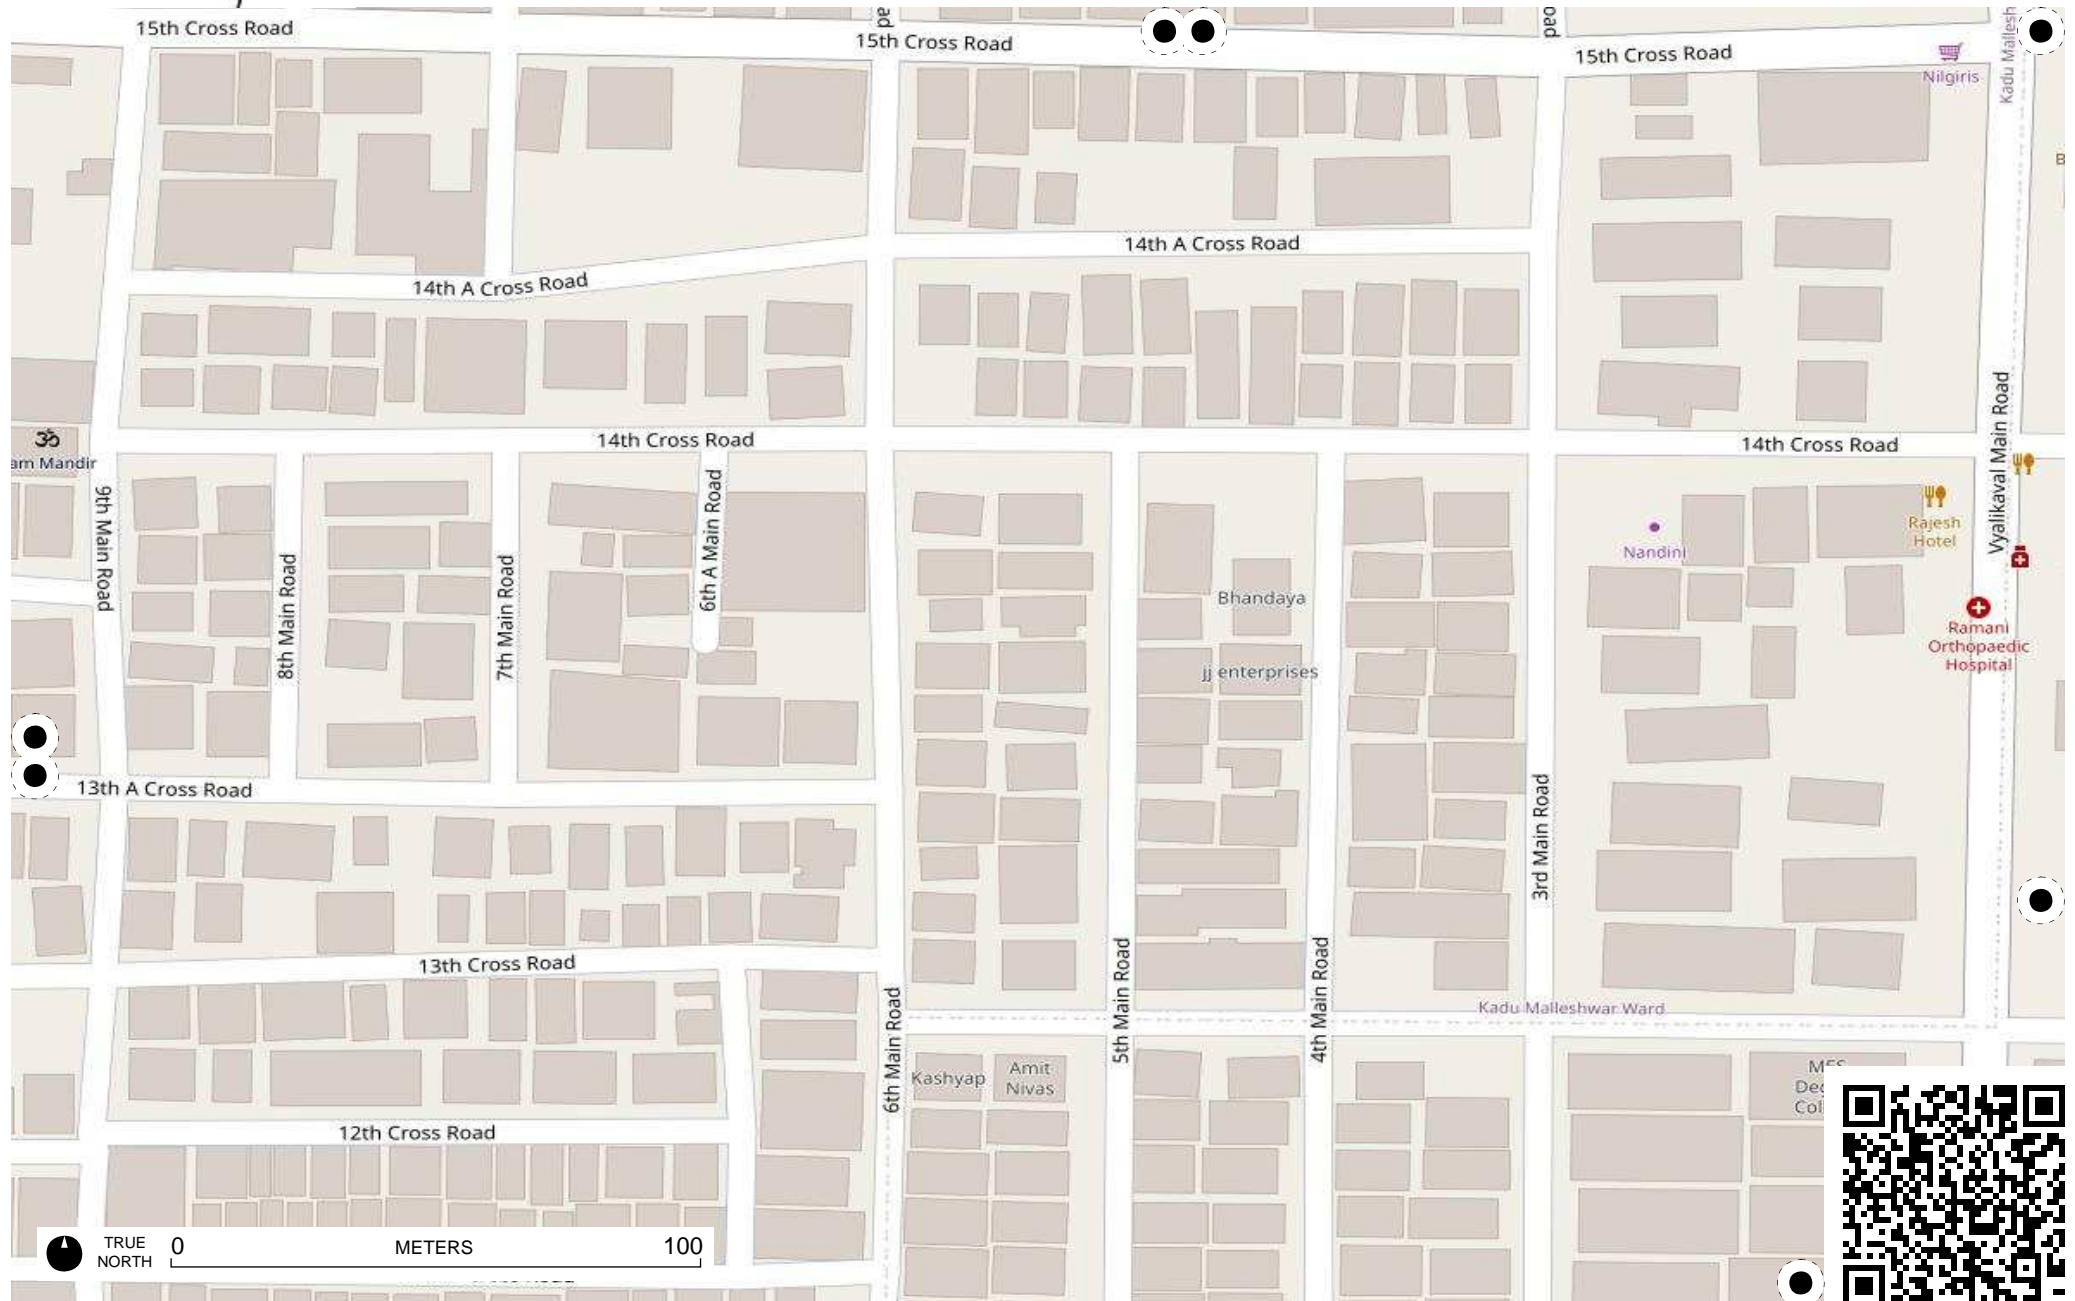 15th Cross Road
15th Cross Road
15th Cross Road
Nilgiris
Kadu Mallesh
14th A Cross Road
14th A Cross Road
14th Cross Road
14th Cross Road
ॐ
am Mandir
9th Main Road
8th Main Road
7th Main Road
6th A Main Road
Vyalikaval Main Road
Nandini
Rajesh
Hotel
Bhandaya
jj enterprises
Ramani
Orthopaedic
Hospital
13th A Cross Road
3rd Main Road
13th Cross Road
6th Main Road
5th Main Road
4th Main Road
Kadu Malleshwar Ward
Kashyap
Amit
Nivas
12th Cross Road
TRUE
NORTH
0
METERS
100